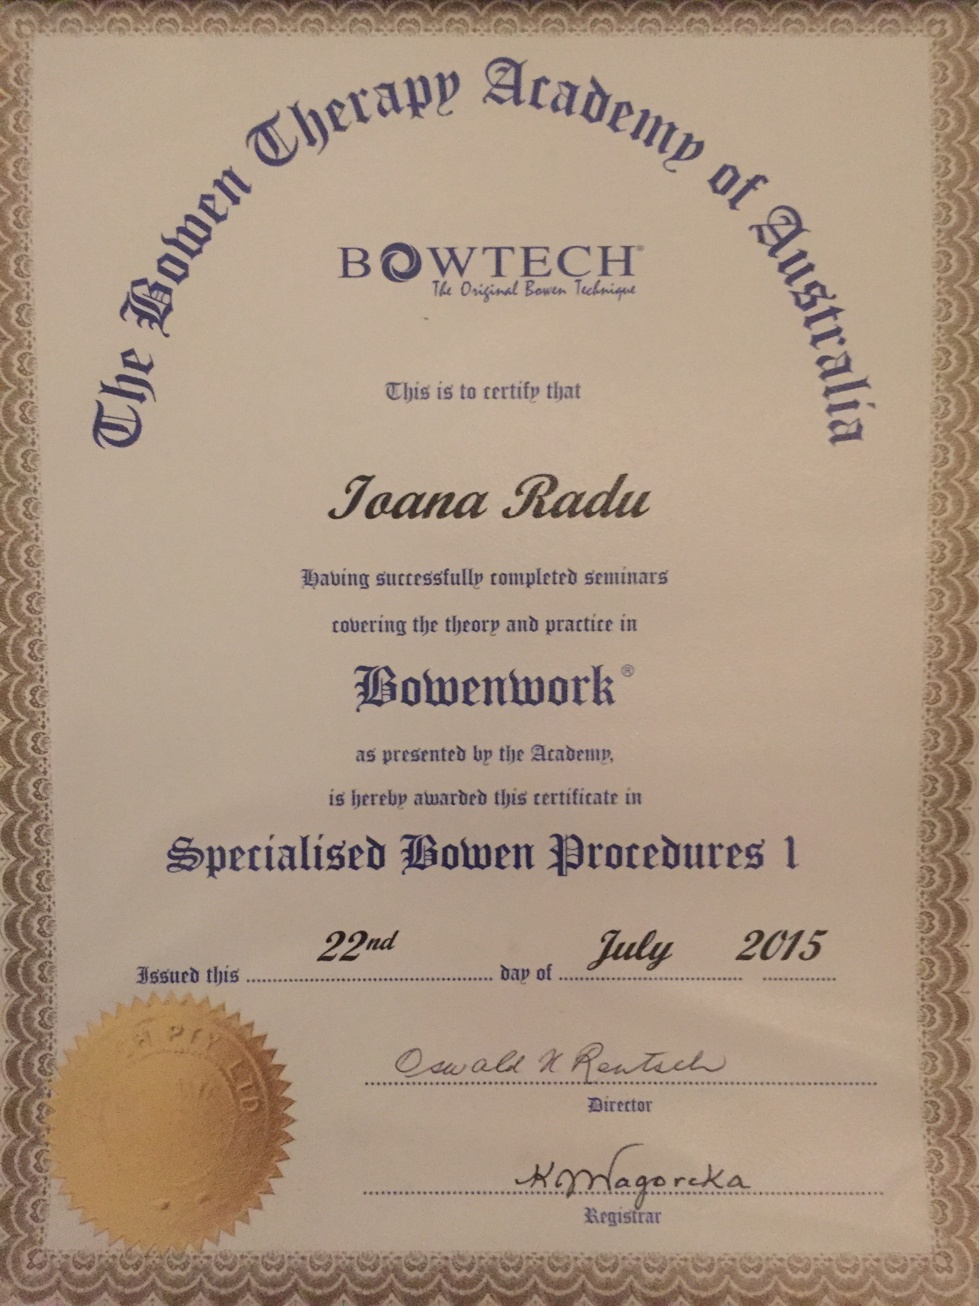 The Bowen Therapy Academy of Australia
BOWTECH®
The Original Bowen Technique
This is to certify that
Ioana Radu
Having successfully completed seminars
covering the theory and practice in
Bowenwork®
as presented by the Academy,
is hereby awarded this certificate in
Specialised Bowen Procedures 1
Issued this 22nd day of July 2015
Oswald N Rentsch
Director
Registrar
PTY LTD